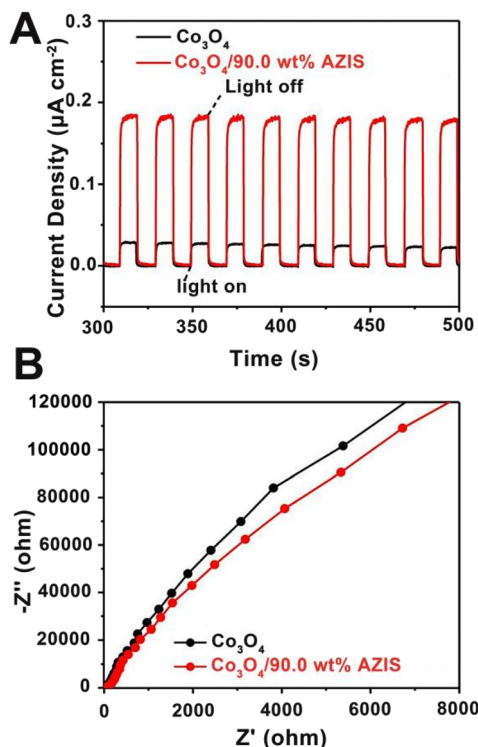 A
Co₃O₄
Co₃O₄/90.0 wt% AZIS
Light off
light on
0.3
0.2
0.1
0.0
Current Density (μA cm⁻²)
300
350
400
450
500
Time (s)
B
120000
100000
80000
60000
40000
20000
0
-Z'' (ohm)
Co₃O₄
Co₃O₄/90.0 wt% AZIS
0
2000
4000
6000
8000
Z' (ohm)